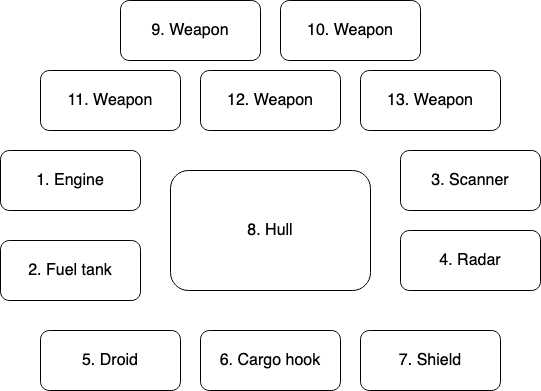 9. Weapon
10. Weapon
11. Weapon
12. Weapon
13. Weapon
1. Engine
3. Scanner
8. Hull
2. Fuel tank
4. Radar
5. Droid
6. Cargo hook
7. Shield